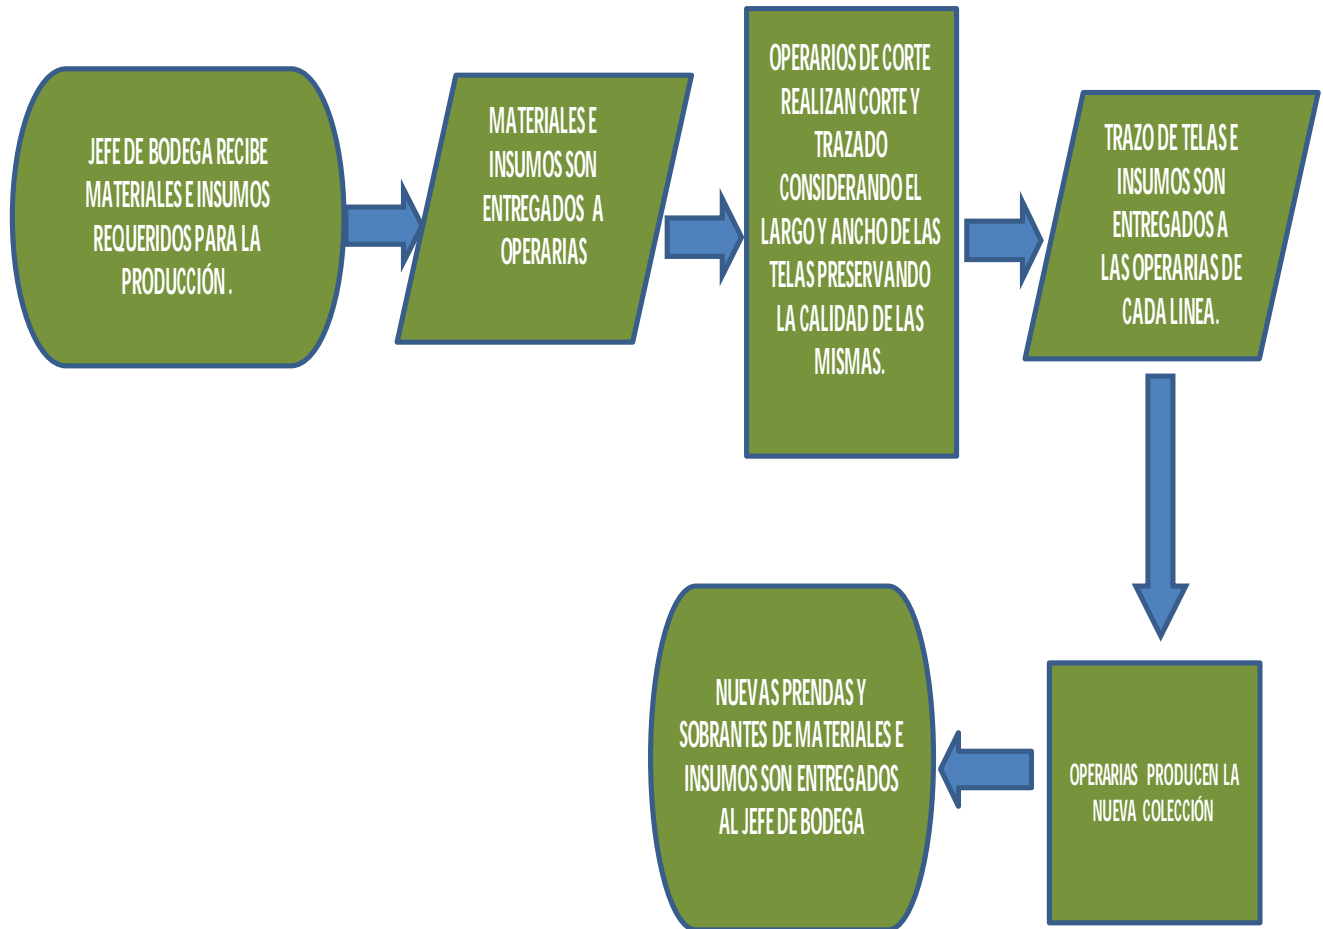 JEFE DE BODEGA RECIBE
MATERIALES E INSUMOS
REQUERIDOS PARA LA
PRODUCCIÓN .
MATERIALES E
INSUMOS SON
ENTREGADOS A
OPERARIAS
OPERARIOS DE CORTE
REALIZAN CORTE Y
TRAZADO
CONSIDERANDO EL
LARGO Y ANCHO DE LAS
TELAS PRESERVANDO
LA CALIDAD DE LAS
MISMAS.
TRAZO DE TELAS E
INSUMOS SON
ENTREGADOS A
LAS OPERARIAS DE
CADA LINEA.
OPERARIAS PRODUCEN LA
NUEVA COLECCIÓN
NUEVAS PRENDAS Y
SOBRANTES DE MATERIALES E
INSUMOS SON ENTREGADOS
AL JEFE DE BODEGA